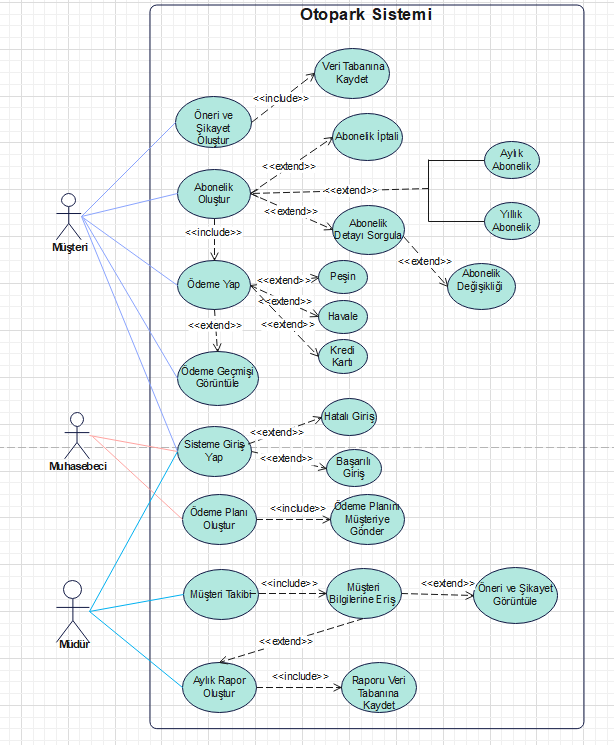 Otopark Sistemi
Veri Tabanına
Kaydet
<<include>>
Öneri ve
Şikayet
Oluştur
Abonelik İptali
<<extend>>
Aylık
Abonelik
Abonelik
Oluştur
<<extend>>
<<extend>>
Yıllık
Abonelik
Abonelik
Detayı Sorgula
<<include>>
Müşteri
<<extend>>
Abonelik
Değişikliği
Ödeme Yap
<<extend>>
Peşin
<<extend>>
Havale
<<extend>>
<<extend>>
Kredi
Kartı
Ödeme Geçmişi
Görüntüle
Hatalı Giriş
<<extend>>
Sisteme Giriş
Yap
<<extend>>
Başarılı
Giriş
Muhasebeci
Ödeme Planı
Oluştur
<<include>>
Ödeme Planını
Müşteriye
Gönder
Müşteri Takibi
<<include>>
Müşteri
Bilgilerine Eriş
<<extend>>
Öneri ve Şikayet
Görüntüle
Müdür
<<extend>>
Aylık Rapor
Oluştur
<<include>>
Raporu Veri
Tabanına
Kaydet